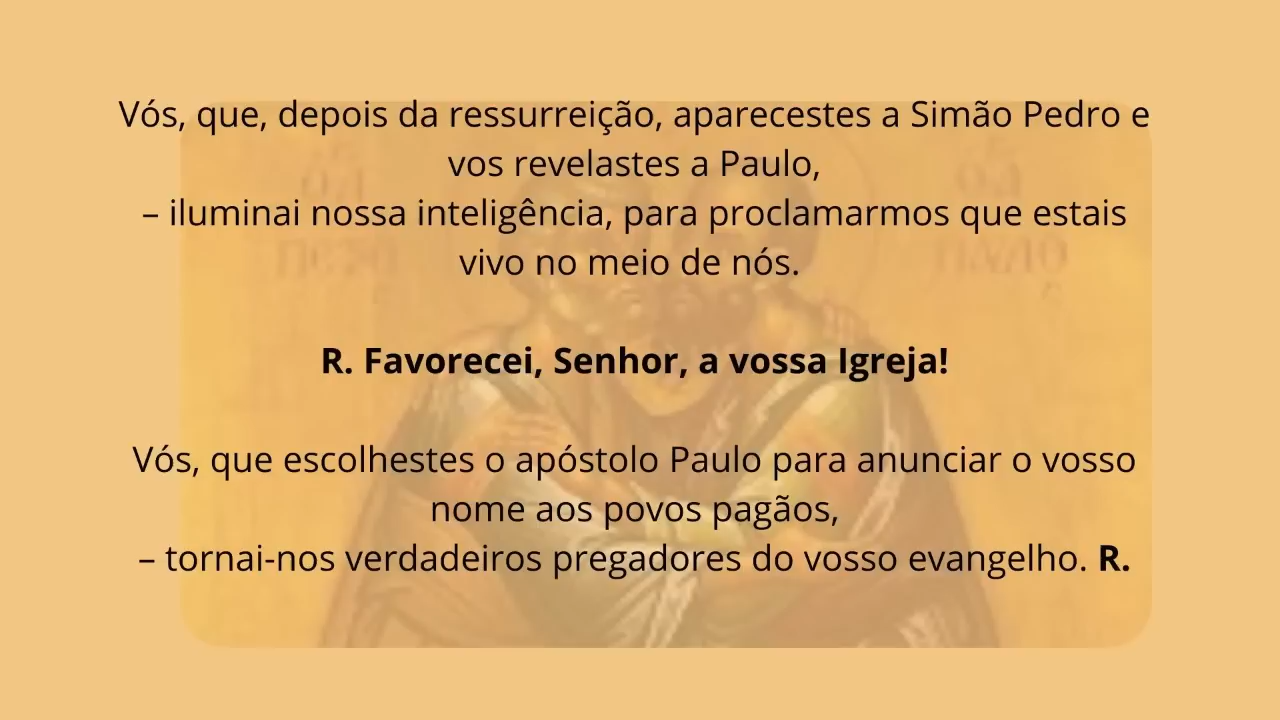 Vós, que, depois da ressurreição, aparecestes a Simão Pedro e
vos revelastes a Paulo,
– iluminai nossa inteligência, para proclamarmos que estais
vivo no meio de nós.
R. Favorecei, Senhor, a vossa Igreja!
Vós, que escolhestes o apóstolo Paulo para anunciar o vosso
nome aos povos pagãos,
– tornai-nos verdadeiros pregadores do vosso evangelho. R.